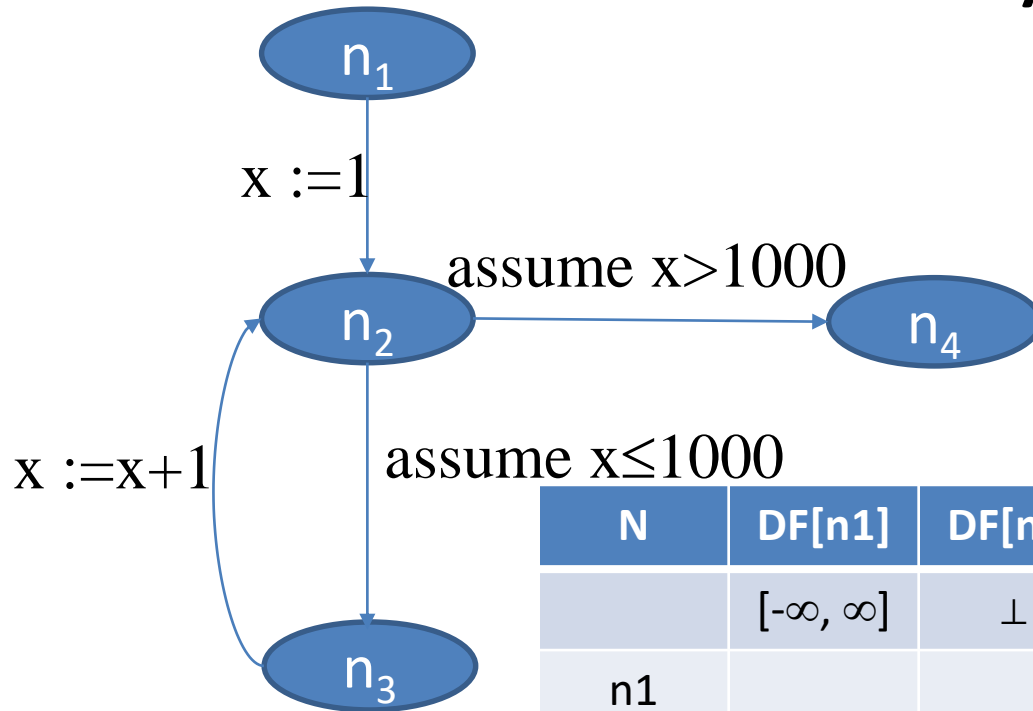 n₁
x :=1
assume x>1000
n₂
n₄
x :=x+1
assume x≤1000
N DF[n1]
[-∞, ∞] ⊥
n₃
n1